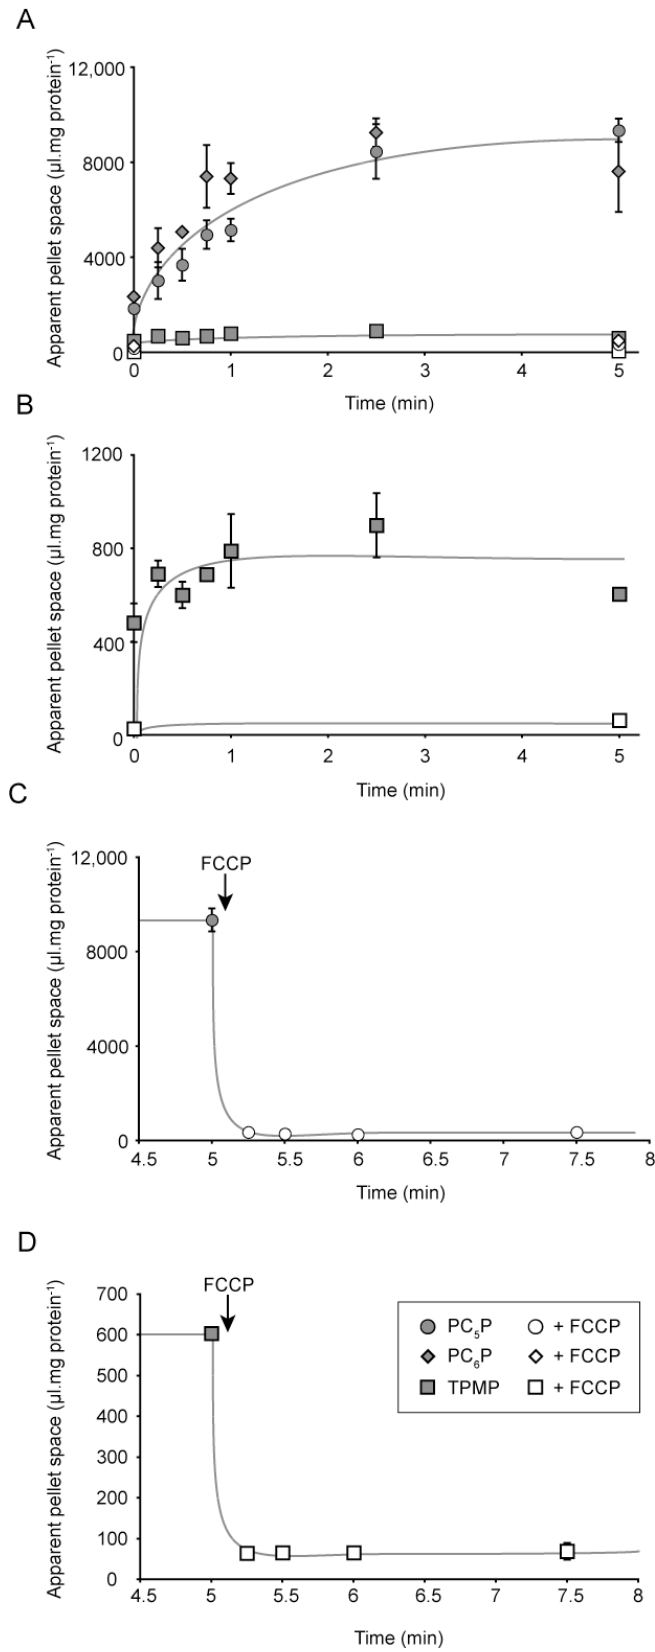 A
Apparent pellet space (µl.mg protein⁻¹)
12,000
8000
4000
0
0 1 2 3 4 5
Time (min)
B
Apparent pellet space (µl.mg protein⁻¹)
1200
800
400
0
0 1 2 3 4 5
Time (min)
C
Apparent pellet space (µl.mg protein⁻¹)
12,000
FCCP
8000
4000
0
4.5 5 5.5 6 6.5 7 7.5 8
Time (min)
D
Apparent pellet space (µl.mg protein⁻¹)
FCCP
700
600
500
400
300
200
100
0
PC₅P + FCCP
PC₆P + FCCP
TPMP + FCCP
4.5 5 5.5 6 6.5 7 7.5 8
Time (min)